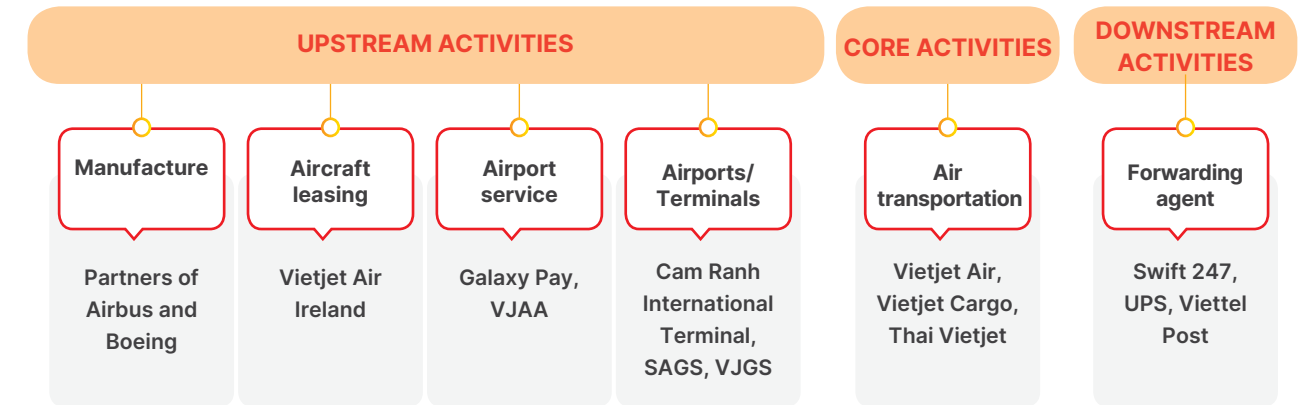 UPSTREAM ACTIVITIES
CORE ACTIVITIES
DOWNSTREAM
ACTIVITIES
Manufacture
Partners of
Airbus and
Boeing
Aircraft
leasing
Vietjet Air
Ireland
Airport
service
Galaxy Pay,
VJAA
Airports/
Terminals
Cam Ranh
International
Terminal,
SAGS, VJGS
Air
transportation
Vietjet Air,
Vietjet Cargo,
Thai Vietjet
Forwarding
agent
Swift 247,
UPS, Viettel
Post